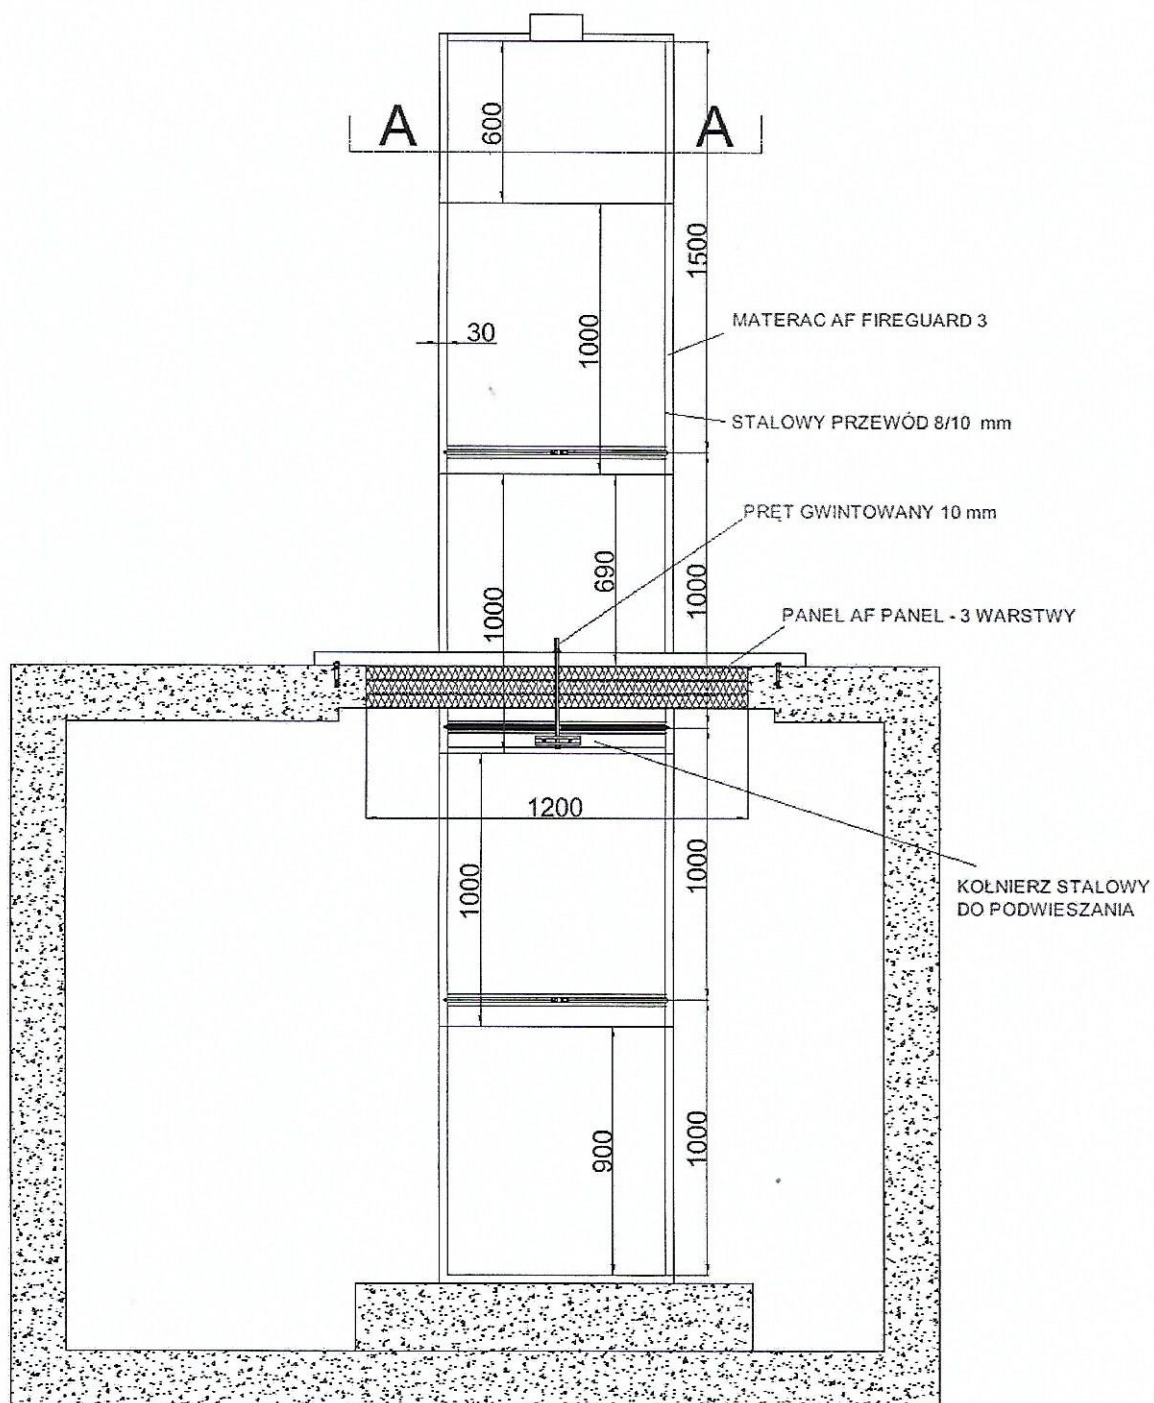 A A
600
1500
MATERAC AF FIREGUARD 3
30
1000
STALOWY PRZEWÓD 8/10 mm
PRĘT GWINTOWANY 10 mm
690
1000
1000
PANEL AF PANEL - 3 WARSTWY
1200
1000
1000
KOŁNIERZ STALOWY
DO PODWIESZANIA
900
1000